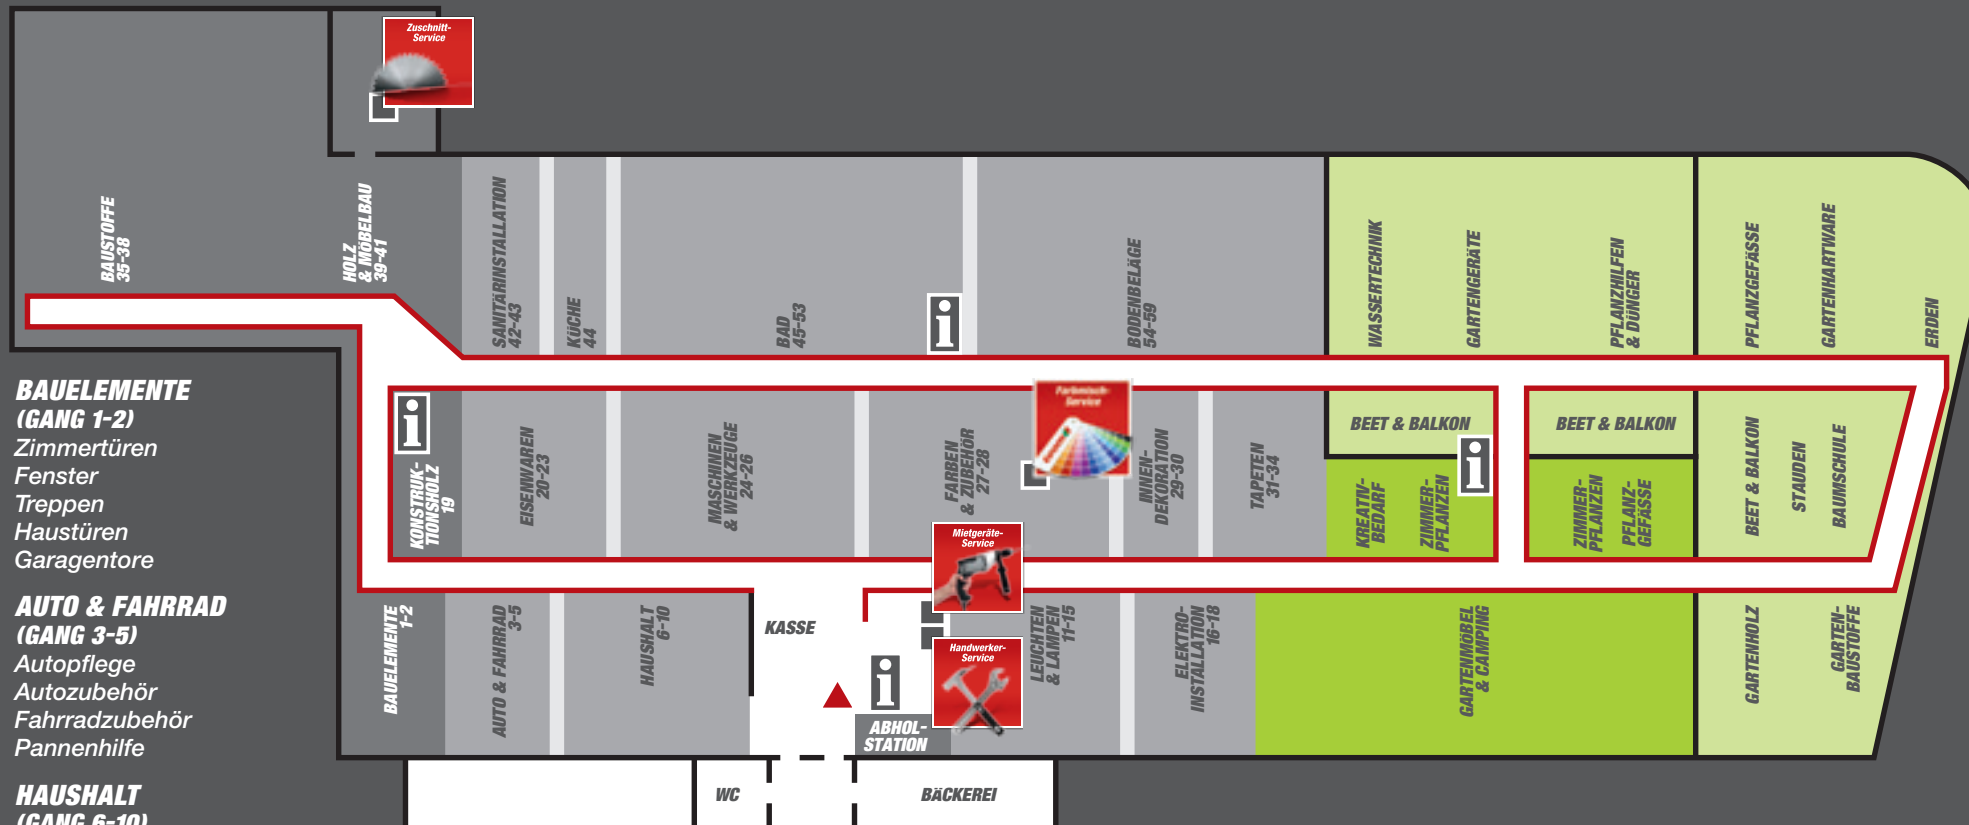 Zuschnitt-
Service
BAUSTOFFE
35-38
HOLZ
& MÖBELBAU
39-41
SANITÄRINSTALLATION
42-43
KÜCHE
44
BAD
45-53
i
BODENBELÄGE
54-59
WASSERTECHNIK
GARTENGERÄTE
PFLANZHILFEN
& DÜNGER
PFLANZGEFÄSSE
GARTENHARTWARE
ERDEN
BAUELEMENTE
(GANG 1-2)
Zimmertüren
Fenster
Treppen
Haustüren
Garagentore
AUTO & FAHRRAD
(GANG 3-5)
Autopflege
Autozubehör
Fahrradzubehör
Pannenhilfe
HAUSHALT
(GANG 6-10)
i
KONSTRUK-
TIONSHOLZ
19
EISENWAREN
20-23
MASCHINEN
& WERKZEUGE
24-26
FARBEN
& ZUBEHÖR
27-28
Farbmisch-
Service
INNEN-
DEKORATION
29-30
TAPETEN
31-34
BEET & BALKON
i
KREATIV-
BEDARF
ZIMMER-
PFLANZEN
BEET & BALKON
ZIMMER-
PFLANZEN
PFLANZ-
GEFÄSSE
BEET & BALKON
STAUDEN
BAUMSCHULE
BAUELEMENTE
1-2
AUTO & FAHRRAD
3-5
HAUSHALT
6-10
KASSE
i
ABHOL-
STATION
Mietgeräte-
Service
Handwerker-
Service
LEUCHTEN
& LAMPEN
11-15
ELEKTRO-
INSTALLATION
16-18
GARTENMÖBEL
& CAMPING
GARTENHOLZ
GARTEN-
BAUSTOFFE
WC
BÄCKEREI